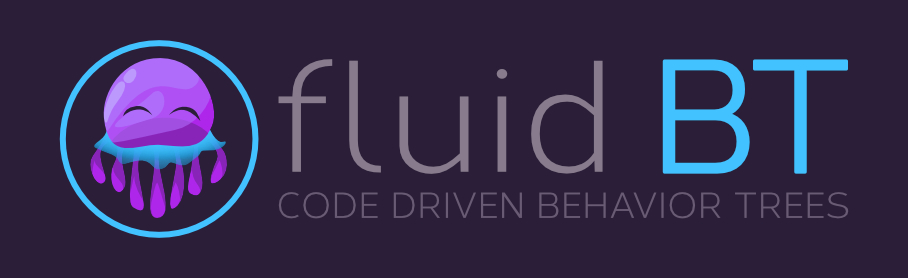 fluid BT
CODE DRIVEN BEHAVIOR TREES